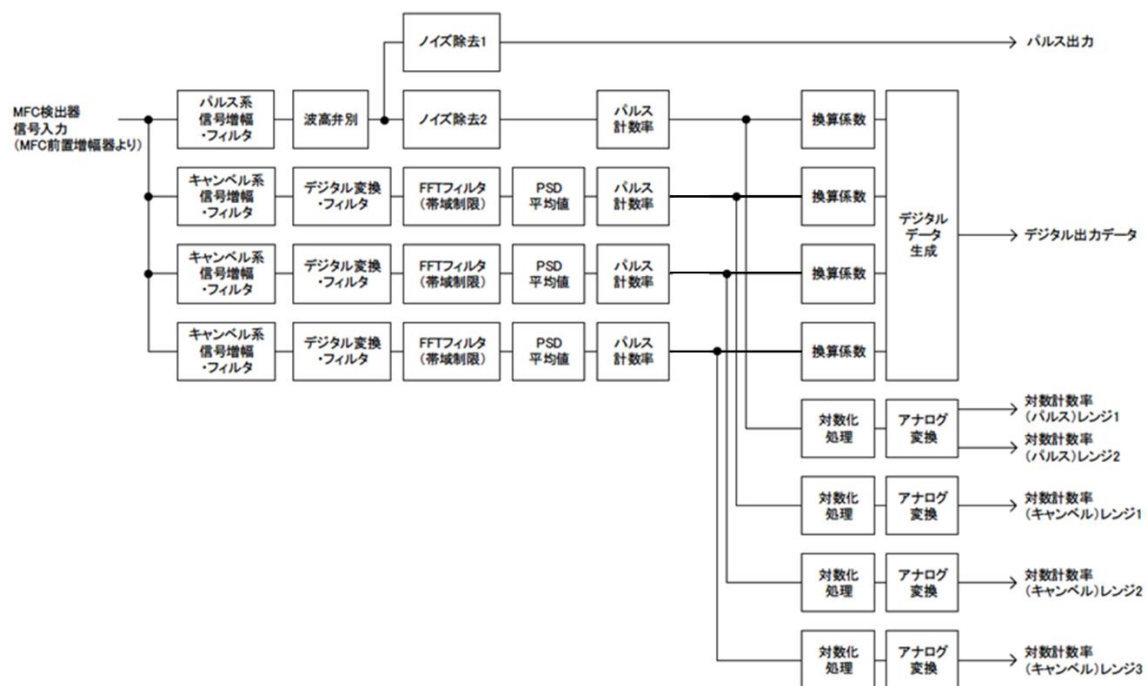 ノイズ除去1
パルス出力
MFC検出器
信号入力
(MFC前置増幅器より)
パルス系
信号増幅
・フィルタ
波高弁別
ノイズ除去2
パルス
計数率
換算係数
キャンベル系
信号増幅
・フィルタ
デジタル変換
・フィルタ
FFTフィルタ
(帯域制限)
PSD
平均値
パルス
計数率
換算係数
キャンベル系
信号増幅
・フィルタ
デジタル変換
・フィルタ
FFTフィルタ
(帯域制限)
PSD
平均値
パルス
計数率
換算係数
キャンベル系
信号増幅
・フィルタ
デジタル変換
・フィルタ
FFTフィルタ
(帯域制限)
PSD
平均値
パルス
計数率
換算係数
デジタル
データ
生成
デジタル出力データ
対数化
処理
アナログ
変換
対数計数率
(パルス)レンジ1
対数計数率
(パルス)レンジ2
対数化
処理
アナログ
変換
対数計数率
(キャンベル)レンジ1
対数化
処理
アナログ
変換
対数計数率
(キャンベル)レンジ2
対数化
処理
アナログ
変換
対数計数率
(キャンベル)レンジ3